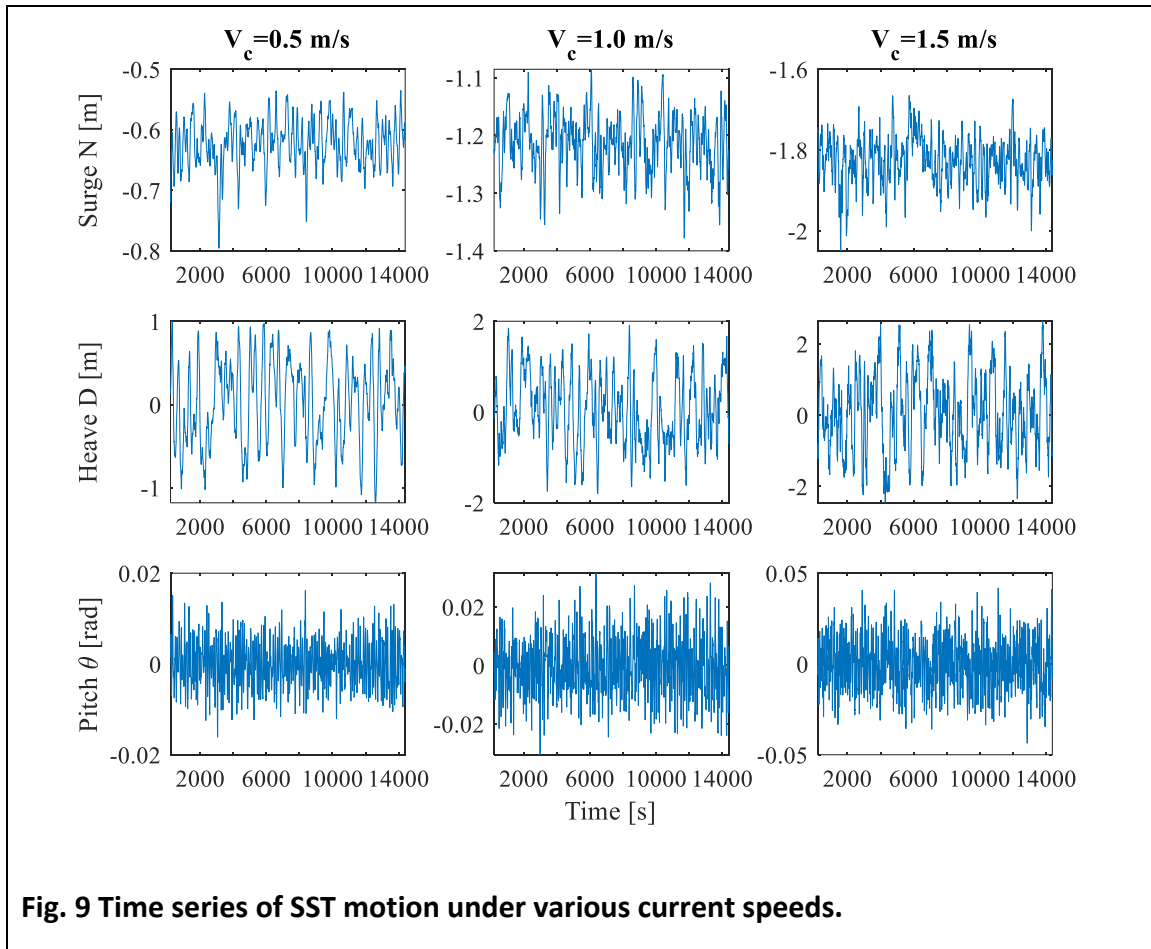 V_c=0.5 m/s V_c=1.0 m/s V_c=1.5 m/s
Surge N [m]
-0.5
-0.6
-0.7
-0.8
2000 6000 10000 14000
-1.1
-1.2
-1.3
-1.4
2000 6000 10000 14000
-1.6
-1.8
-2
2000 6000 10000 14000
Heave D [m]
1
0
-1
2000 6000 10000 14000
2
0
-2
2000 6000 10000 14000
2
0
-2
2000 6000 10000 14000
Pitch θ [rad]
0.02
0
-0.02
2000 6000 10000 14000
0.02
0
-0.02
2000 6000 10000 14000
0.05
0
-0.05
2000 6000 10000 14000
Time [s]
Fig. 9 Time series of SST motion under various current speeds.